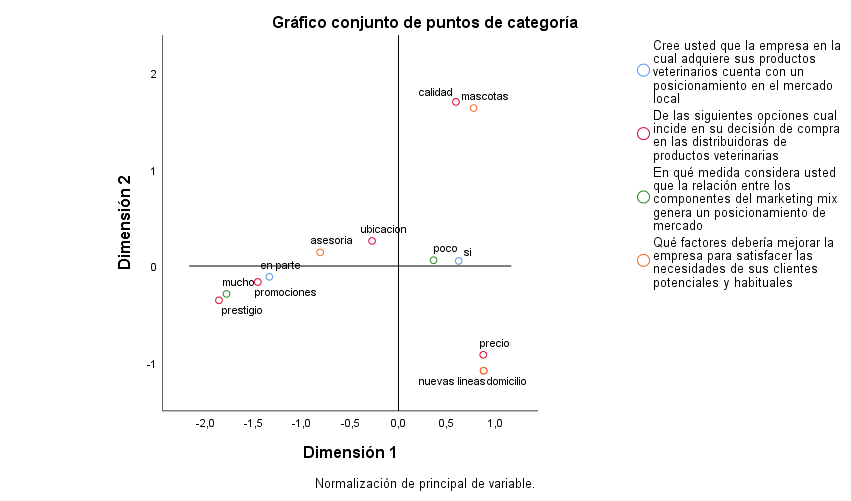 Gráfico conjunto de puntos de categoría
Cree usted que la empresa en la
cual adquiere sus productos
veterinarios cuenta con un
posicionamiento en el mercado
local
De las siguientes opciones cual
incide en su decisión de compra
en las distribuidoras de
productos veterinarias
En qué medida considera usted
que la relación entre los
componentes del marketing mix
genera un posicionamiento de
mercado
Qué factores debería mejorar la
empresa para satisfacer las
necesidades de sus clientes
potenciales y habituales
Dimensión 2
2
1
0
-1
calidad
mascotas
ubicación
asesoria
poco
si
en parte
mucho
promociones
prestigio
precio
nuevas lineas domicilio
-2,0 -1,5 -1,0 -0,5 0,0 0,5 1,0
Dimensión 1
Normalización de principal de variable.